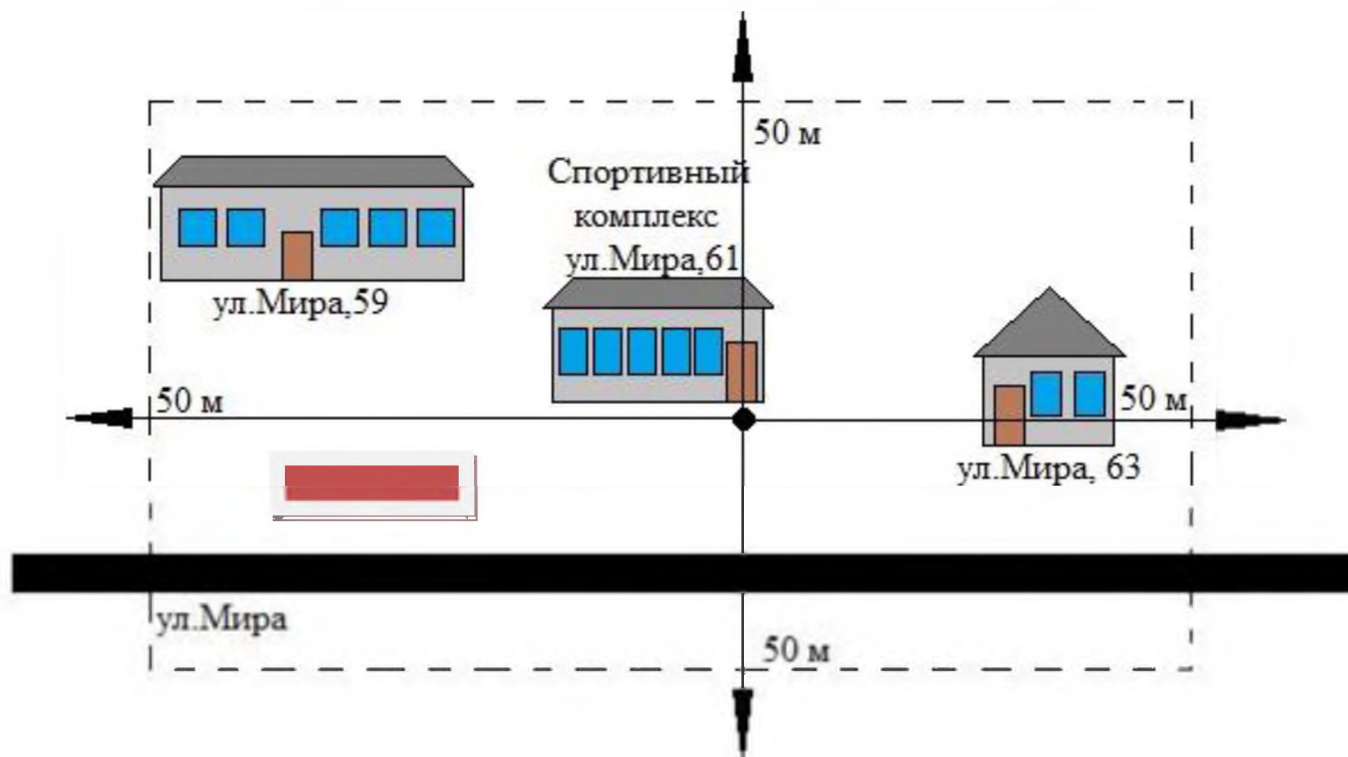 50 м
Спортивный
комплекс
ул.Мира,61
ул.Мира,59
50 м
50 м
ул.Мира, 63
ул.Мира
50 м